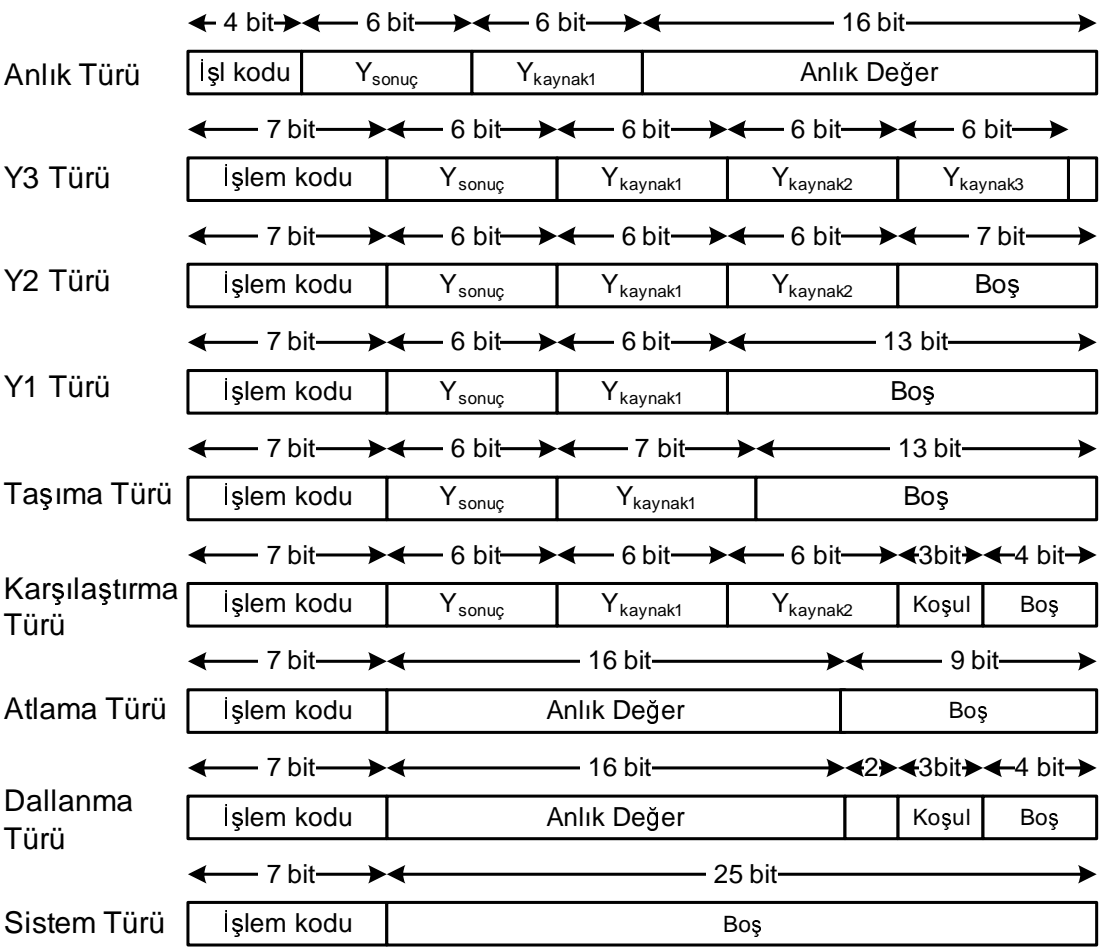 4 bit 6 bit 6 bit 16 bit
Anlık Türü İşl kodu Ysonuç Ykaynak1 Anlık Değer
7 bit 6 bit 6 bit 6 bit 6 bit
Y3 Türü İşlem kodu Ysonuç Ykaynak1 Ykaynak2 Ykaynak3
7 bit 6 bit 6 bit 6 bit 7 bit
Y2 Türü İşlem kodu Ysonuç Ykaynak1 Ykaynak2 Boş
7 bit 6 bit 6 bit 13 bit
Y1 Türü İşlem kodu Ysonuç Ykaynak1 Boş
7 bit 6 bit 7 bit 13 bit
Taşıma Türü İşlem kodu Ysonuç Ykaynak1 Boş
7 bit 6 bit 6 bit 6 bit 3bit 4 bit
Karşılaştırma
Türü
İşlem kodu Ysonuç Ykaynak1 Ykaynak2 Koşul Boş
7 bit 16 bit 9 bit
Atlama Türü İşlem kodu Anlık Değer Boş
7 bit 16 bit 2 3bit 4 bit
Dallanma
Türü
İşlem kodu Anlık Değer Koşul Boş
7 bit 25 bit
Sistem Türü İşlem kodu Boş